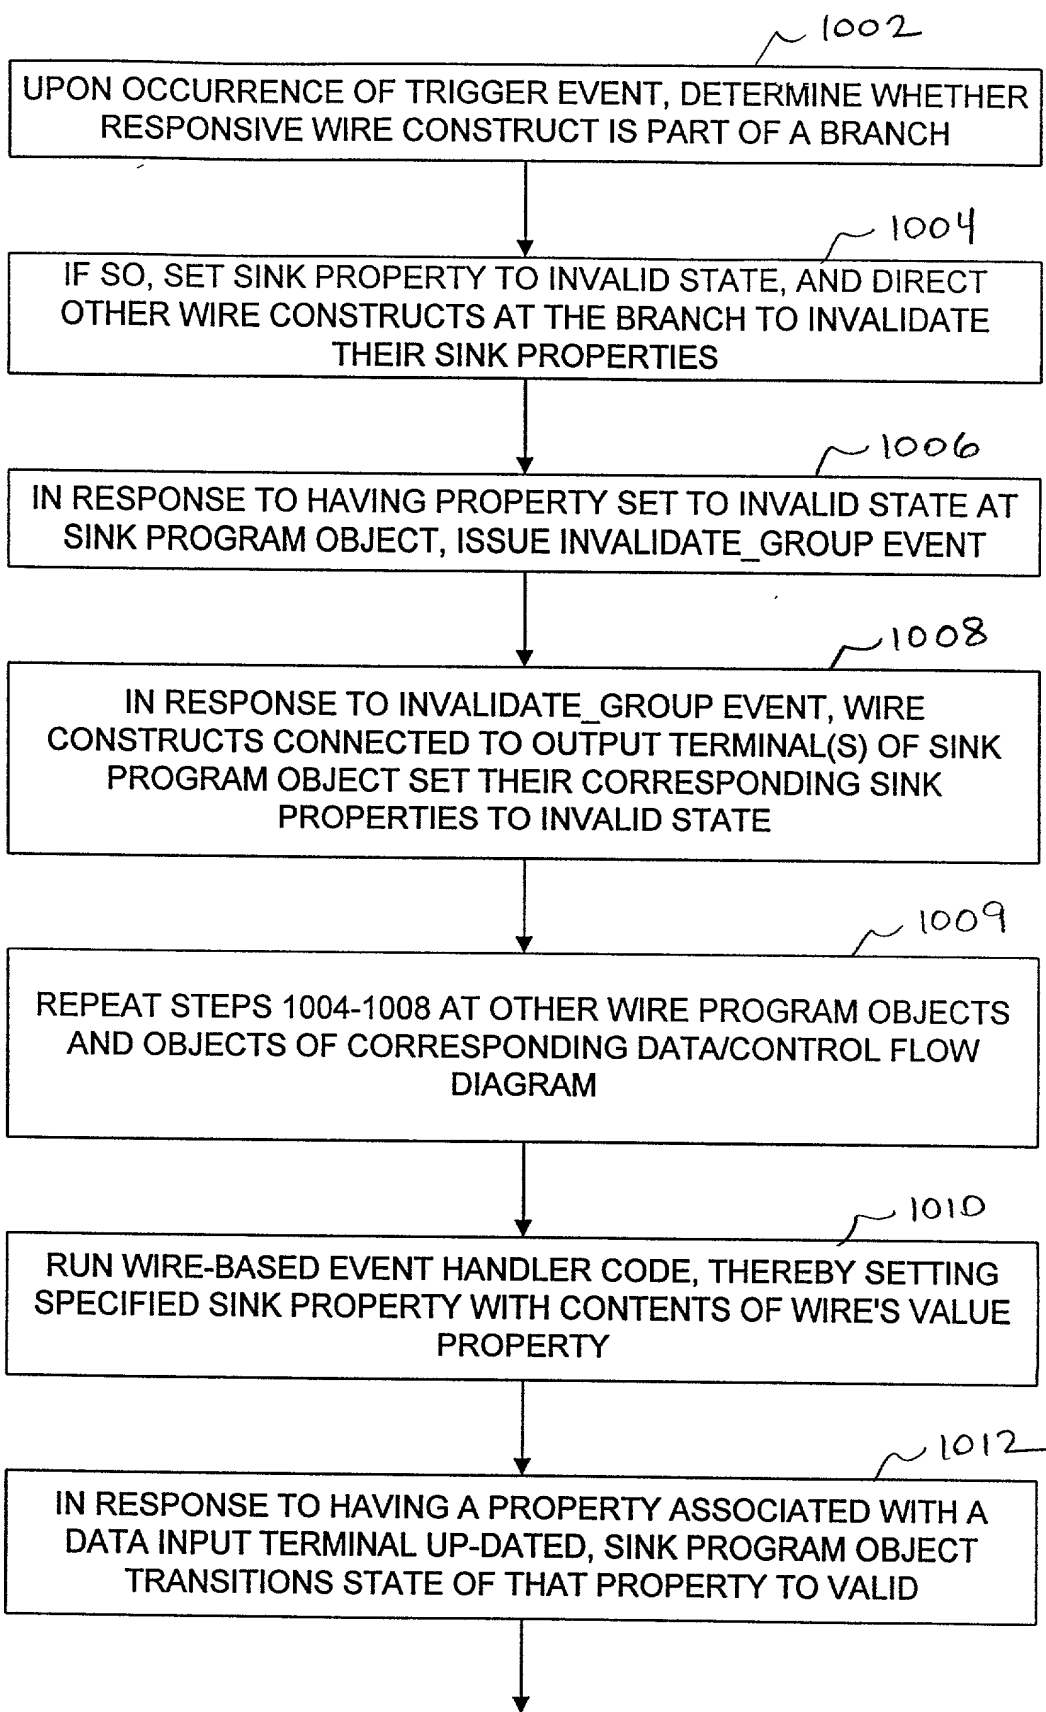 1002
UPON OCCURRENCE OF TRIGGER EVENT, DETERMINE WHETHER
RESPONSIVE WIRE CONSTRUCT IS PART OF A BRANCH
1004
IF SO, SET SINK PROPERTY TO INVALID STATE, AND DIRECT
OTHER WIRE CONSTRUCTS AT THE BRANCH TO INVALIDATE
THEIR SINK PROPERTIES
1006
IN RESPONSE TO HAVING PROPERTY SET TO INVALID STATE AT
SINK PROGRAM OBJECT, ISSUE INVALIDATE_GROUP EVENT
1008
IN RESPONSE TO INVALIDATE_GROUP EVENT, WIRE
CONSTRUCTS CONNECTED TO OUTPUT TERMINAL(S) OF SINK
PROGRAM OBJECT SET THEIR CORRESPONDING SINK
PROPERTIES TO INVALID STATE
1009
REPEAT STEPS 1004-1008 AT OTHER WIRE PROGRAM OBJECTS
AND OBJECTS OF CORRESPONDING DATA/CONTROL FLOW
DIAGRAM
1010
RUN WIRE-BASED EVENT HANDLER CODE, THEREBY SETTING
SPECIFIED SINK PROPERTY WITH CONTENTS OF WIRE'S VALUE
PROPERTY
1012
IN RESPONSE TO HAVING A PROPERTY ASSOCIATED WITH A
DATA INPUT TERMINAL UP-DATED, SINK PROGRAM OBJECT
TRANSITIONS STATE OF THAT PROPERTY TO VALID